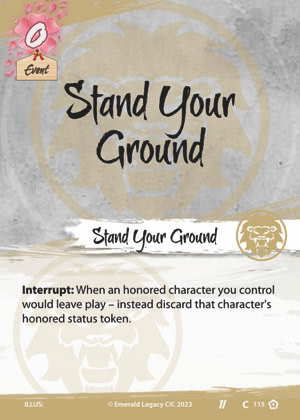 0
Event
Stand Your
Ground
Stand Your Ground
Interrupt: When an honored character you control
would leave play – instead discard that character's
honored status token.
ILLUS:
© Emerald Legacy CIC 2023
C 115